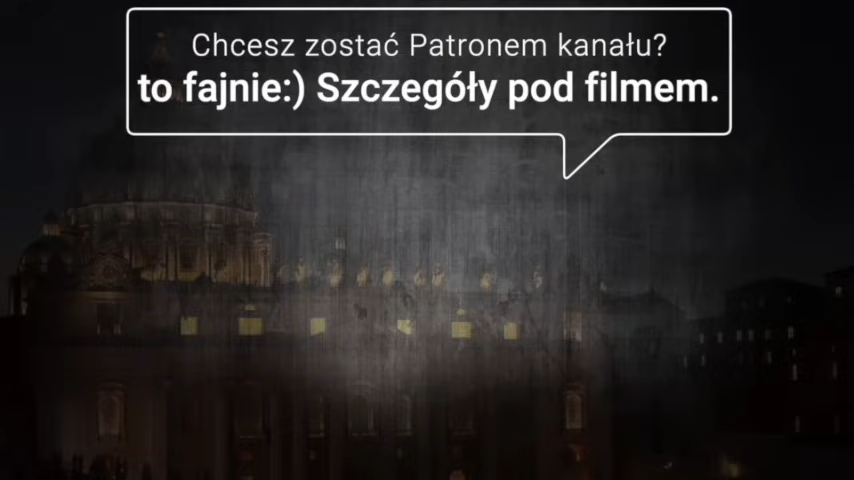 Chcesz zostać Patronem kanału?
to fajnie:) Szczegóły pod filmem.